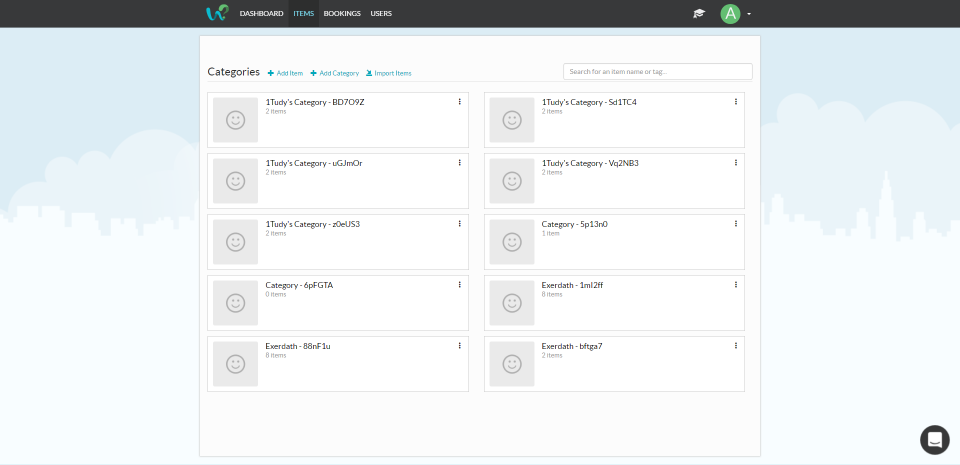 DASHBOARD ITEMS BOOKINGS USERS A
Categories Add Item Add Category Import Items Search for an item name or tag...
1Tudy's Category - BD7O9Z
2 items
1Tudy's Category - Sd1TC4
2 items
1Tudy's Category - uGJmOr
2 items
1Tudy's Category - Vq2NB3
2 items
1Tudy's Category - z0eUS3
2 items
Category - 5p13n0
1 item
Category - 6pFGTA
0 items
Exerdath - 1mI2ff
8 items
Exerdath - 88nF1u
8 items
Exerdath - bftga7
2 items